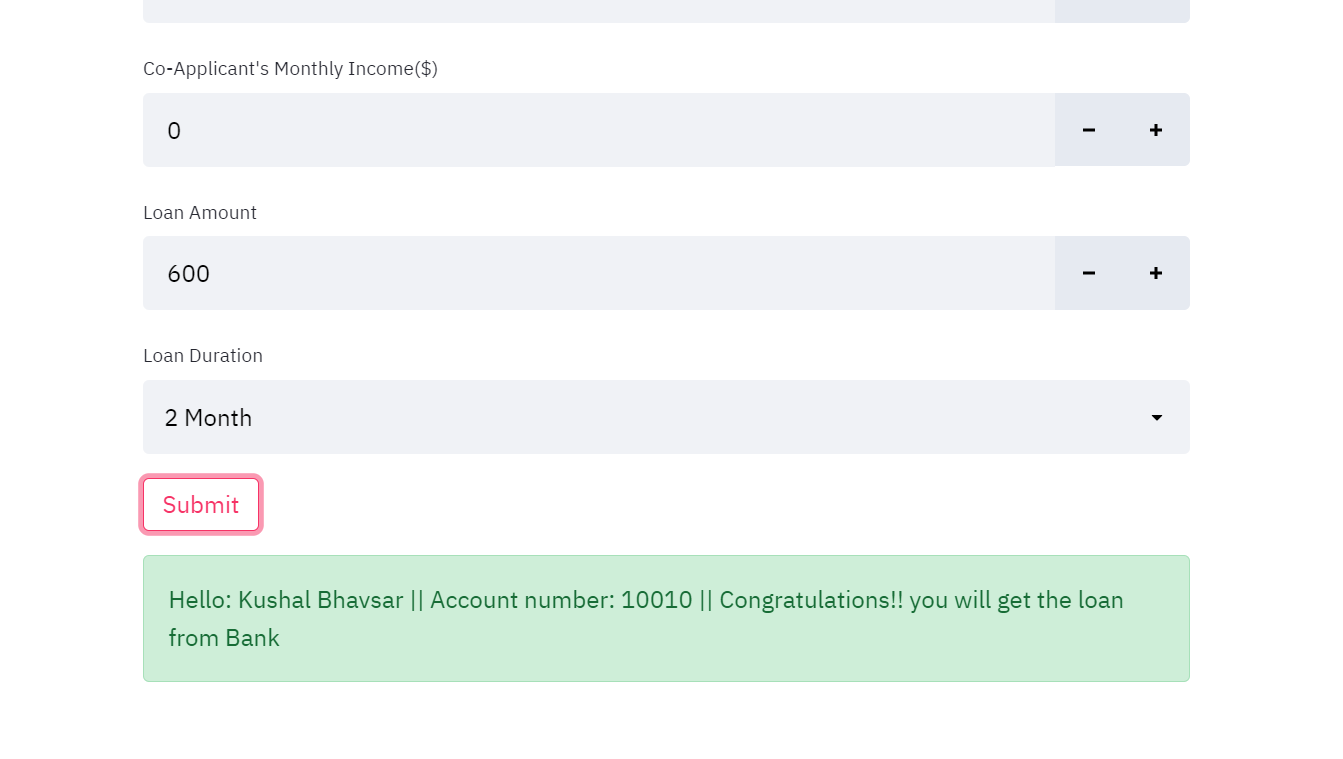 Co-Applicant's Monthly Income($)
0
Loan Amount
600
Loan Duration
2 Month
Submit
Hello: Kushal Bhavsar || Account number: 10010 || Congratulations!! you will get the loan
from Bank